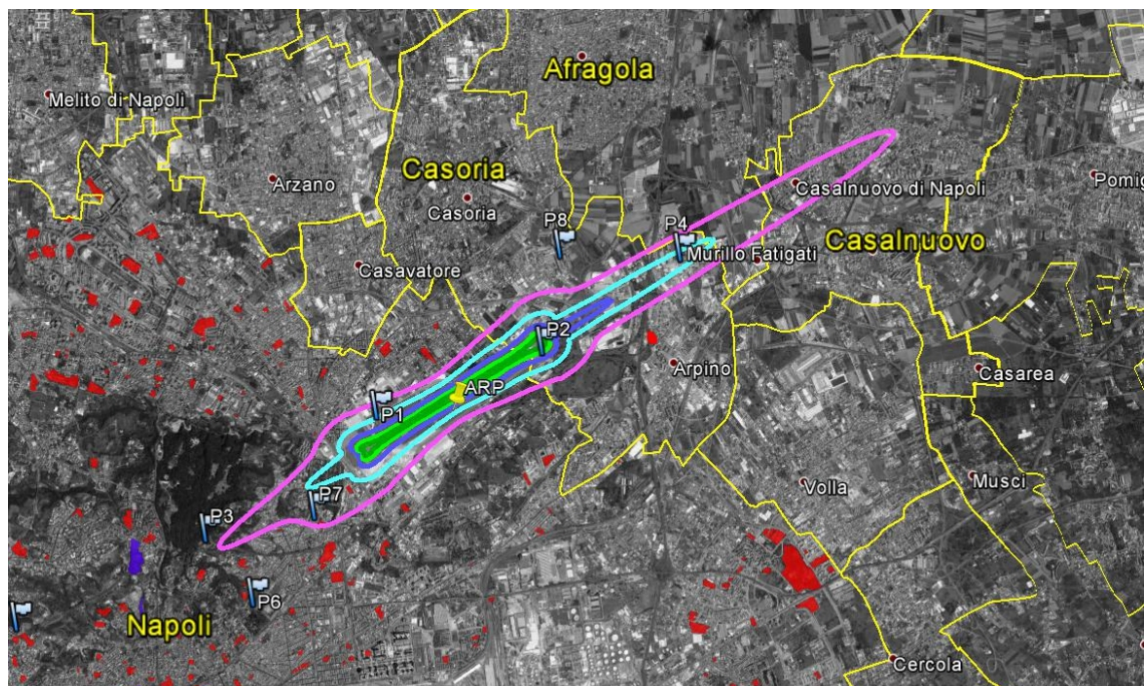 Afragola
Melito di Napoli
Casoria
Arzano
Casoria
Casalnuovo di Napoli
Pomig
P8
P4
Casalnuovo
Murillo Fatigati
Casavatore
P2
Arpino
Casarea
ARP
P1
P7
Volla
Musci
P3
P6
Napoli
Cercola